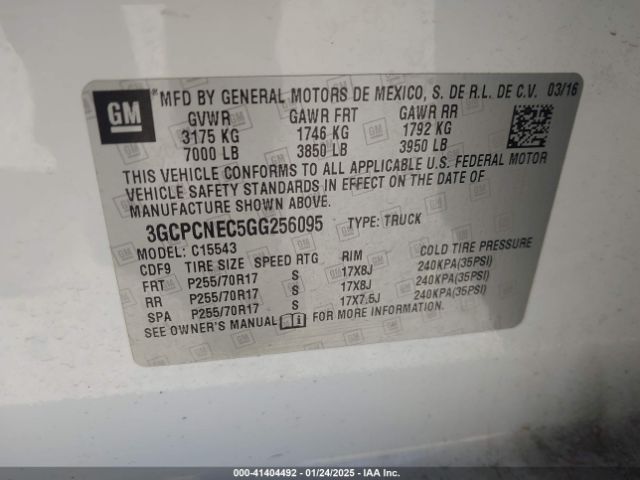 GM
*MFD BY GENERAL MOTORS DE MEXICO, S. DE R.L. DE C.V. 03/16
GVWR GAWR FRT GAWR RR
3175 KG 1746 KG 1792 KG
7000 LB 3850 LB 3950 LB
THIS VEHICLE CONFORMS TO ALL APPLICABLE U.S. FEDERAL MOTOR
VEHICLE SAFETY STANDARDS IN EFFECT ON THE DATE OF
MANUFACTURE SHOWN ABOVE.
3GCPCNEC5GG256095 TYPE: TRUCK
MODEL: C15543
CDF9 TIRE SIZE SPEED RTG RIM COLD TIRE PRESSURE
FRT P255/70R17 S 17X8J 240KPA(35PSI)
RR P255/70R17 S 17X8J 240KPA(35PSI)
SPA P255/70R17 S 17X7.5J 240KPA(35PSI)
SEE OWNER'S MANUAL FOR MORE INFORMATION.
000-41404492 - 01/24/2025 - IAA, Inc.